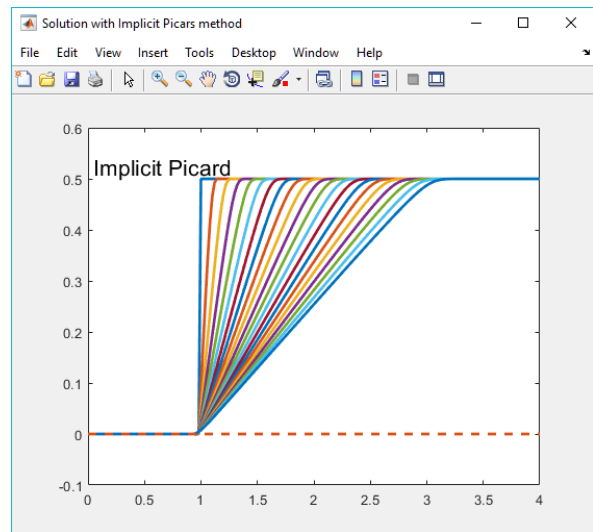 Solution with Implicit Picars method
File Edit View Insert Tools Desktop Window Help
0.6
Implicit Picard
0.5
0.4
0.3
0.2
0.1
0
-0.1
0 0.5 1 1.5 2 2.5 3 3.5 4